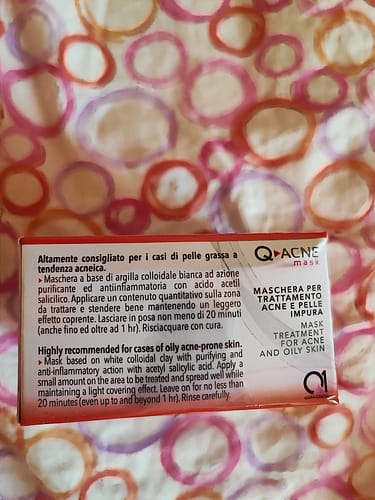 Altamente consigliato per i casi di pelle grassa a
tendenza acneica.
▸Maschera a base di argilla colloidale bianca ad azione
purificante ed antiinfiammatoria con acido acetil
salicilico. Applicare un contenuto quantitativo sulla zona
da trattare e stendere bene mantenendo un leggero
effetto coprente. Lasciare in posa non meno di 20 minuti
(anche fino ed oltre ad 1 hr). Risciacquare con cura.
Highly recommended for cases of oily acne-prone skin.
▸Mask based on white colloidal clay with purifying and
anti-inflammatory action with acetyl salicylic acid. Apply a
small amount on the area to be treated and spread well while
maintaining a light covering effect. Leave on for no less than
20 minutes (even up to and beyond 1 hr). Rinse carefully.
Q▸ACNE
mask
MASCHERA PER
TRATTAMENTO
ACNE E PELLE
IMPURA
MASK
TREATMENT
FOR ACNE
AND OILY SKIN